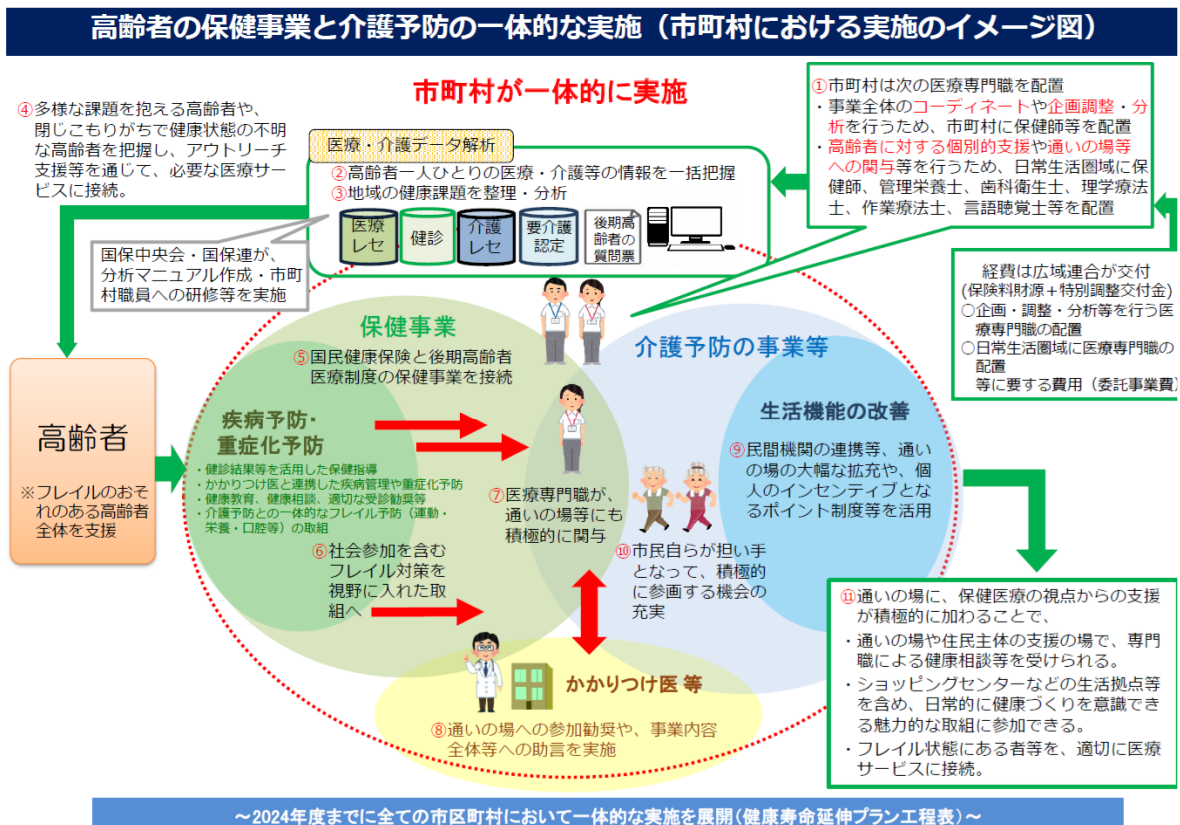 高齢者の保健事業と介護予防の一体的な実施（市町村における実施のイメージ図）
市町村が一体的に実施
①市町村は次の医療専門職を配置
・事業全体のコーディネートや企画調整・分
析を行うため、市町村に保健師等を配置
・高齢者に対する個別的支援や通いの場等
への関与等を行うため、日常生活圏域に保
健師、管理栄養士、歯科衛生士、理学療法
士、作業療法士、言語聴覚士等を配置
④多様な課題を抱える高齢者や、
閉じこもりがちで健康状態の不明
な高齢者を把握し、アウトリーチ
支援等を通じて、必要な医療サー
ビスに接続。
医療・介護データ解析
②高齢者一人ひとりの医療・介護等の情報を一括把握
③地域の健康課題を整理・分析
医療
レセ
健診
介護
レセ
要介護
認定
後期高
齢者の
質問票
国保中央会・国保連が、
分析マニュアル作成・市町
村職員への研修等を実施
経費は広域連合が交付
(保険料財源＋特別調整交付金)
○企画・調整・分析等を行う医
療専門職の配置
○日常生活圏域に医療専門職の
配置
等に要する費用（委託事業費）
保健事業
⑤国民健康保険と後期高齢者
医療制度の保健事業を接続
介護予防の事業等
高齢者
※フレイルのおそ
れのある高齢者
全体を支援
疾病予防・
重症化予防
・健診結果等を活用した保健指導
・かかりつけ医と連携した疾病管理や重症化予防
・健康教育、健康相談、適切な受診勧奨等
・介護予防との一体的なフレイル予防（運動・
栄養・口腔等）の取組
⑥社会参加を含む
フレイル対策を
視野に入れた取
組へ
⑦医療専門職が、
通いの場等にも
積極的に関与
生活機能の改善
⑨民間機関の連携等、通い
の場の大幅な拡充や、個
人のインセンティブとな
るポイント制度等を活用
⑩市民自らが担い手
となって、積極的
に参画する機会の
充実
かかりつけ医 等
⑧通いの場への参加勧奨や、事業内容
全体等への助言を実施
⑪通いの場に、保健医療の視点からの支援
が積極的に加わることで、
・通いの場や住民主体の支援の場で、専門
職による健康相談等を受けられる。
・ショッピングセンターなどの生活拠点等
を含め、日常的に健康づくりを意識でき
る魅力的な取組に参加できる。
・フレイル状態にある者等を、適切に医療
サービスに接続。
～2024年度までに全ての市区町村において一体的な実施を展開(健康寿命延伸プラン工程表)～